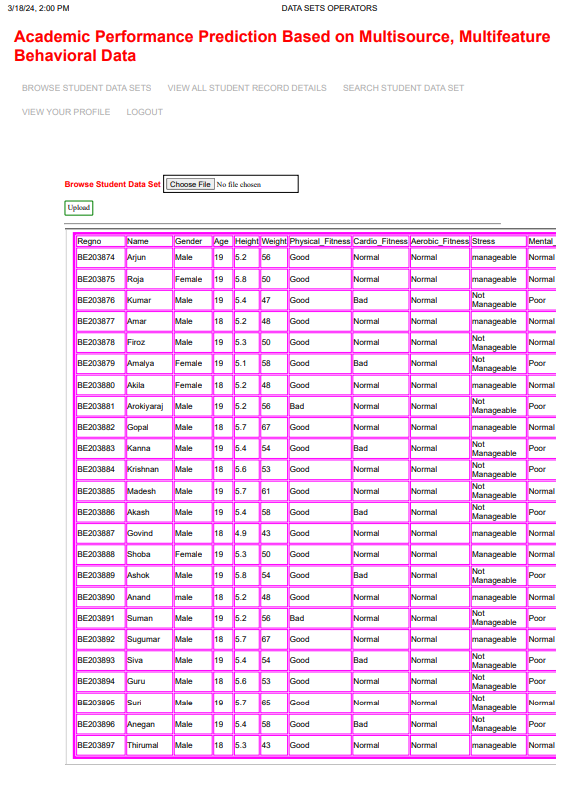 3/18/24, 2:00 PM DATA SETS OPERATORS
Academic Performance Prediction Based on Multisource, Multifeature
Behavioral Data
BROWSE STUDENT DATA SETS VIEW ALL STUDENT RECORD DETAILS SEARCH STUDENT DATA SET
VIEW YOUR PROFILE LOGOUT
Browse Student Data Set Choose File No file chosen
Upload
Regno Name Gender Age Height Weight Physical_Fitness Cardio_Fitness Aerobic_Fitness Stress Mental_
BE203874 Arjun Male 19 5.2 56 Good Normal Normal manageable Normal
BE203875 Roja Female 19 5.8 50 Good Normal Normal manageable Normal
BE203876 Kumar Male 19 5.4 47 Good Bad Normal Not Manageable Poor
BE203877 Amar Male 18 5.2 48 Good Normal Normal manageable Normal
BE203878 Firoz Male 19 5.3 50 Good Normal Normal Not Manageable Normal
BE203879 Amalya Female 19 5.1 58 Good Bad Normal Not Manageable Poor
BE203880 Akila Female 18 5.2 48 Good Normal Normal manageable Normal
BE203881 Arokiyaraj Male 19 5.2 56 Bad Normal Normal Not Manageable Poor
BE203882 Gopal Male 18 5.7 67 Good Normal Normal manageable Normal
BE203883 Kanna Male 19 5.4 54 Good Bad Normal Not Manageable Poor
BE203884 Krishnan Male 18 5.6 53 Good Normal Normal Not Manageable Poor
BE203885 Madesh Male 19 5.7 61 Good Normal Normal Not Manageable Normal
BE203886 Akash Male 19 5.4 58 Good Bad Normal Not Manageable Poor
BE203887 Govind Male 18 4.9 43 Good Normal Normal manageable Normal
BE203888 Shoba Female 19 5.3 50 Good Normal Normal manageable Normal
BE203889 Ashok Male 19 5.8 54 Good Bad Normal Not Manageable Poor
BE203890 Anand male 18 5.2 48 Good Normal Normal manageable Normal
BE203891 Suman Male 19 5.2 56 Bad Normal Normal Not Manageable Poor
BE203892 Sugumar Male 18 5.7 67 Good Normal Normal manageable Normal
BE203893 Siva Male 19 5.4 54 Good Bad Normal Not Manageable Poor
BE203894 Guru Male 18 5.6 53 Good Normal Normal Not Manageable Poor
BE203895 Suri Male 19 5.7 65 Good Normal Normal manageable Normal
BE203896 Anegan Male 19 5.4 58 Good Bad Normal Not Manageable Poor
BE203897 Thirumal Male 18 5.3 43 Good Normal Normal manageable Normal